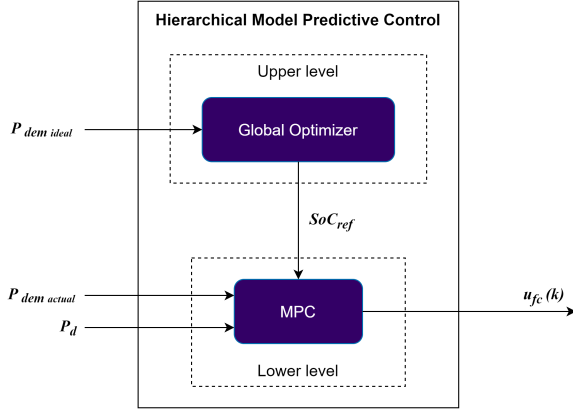 Hierarchical Model Predictive Control
Upper level
P dem ideal
Global Optimizer
SoC ref
P dem actual
MPC
u fc (k)
P d
Lower level